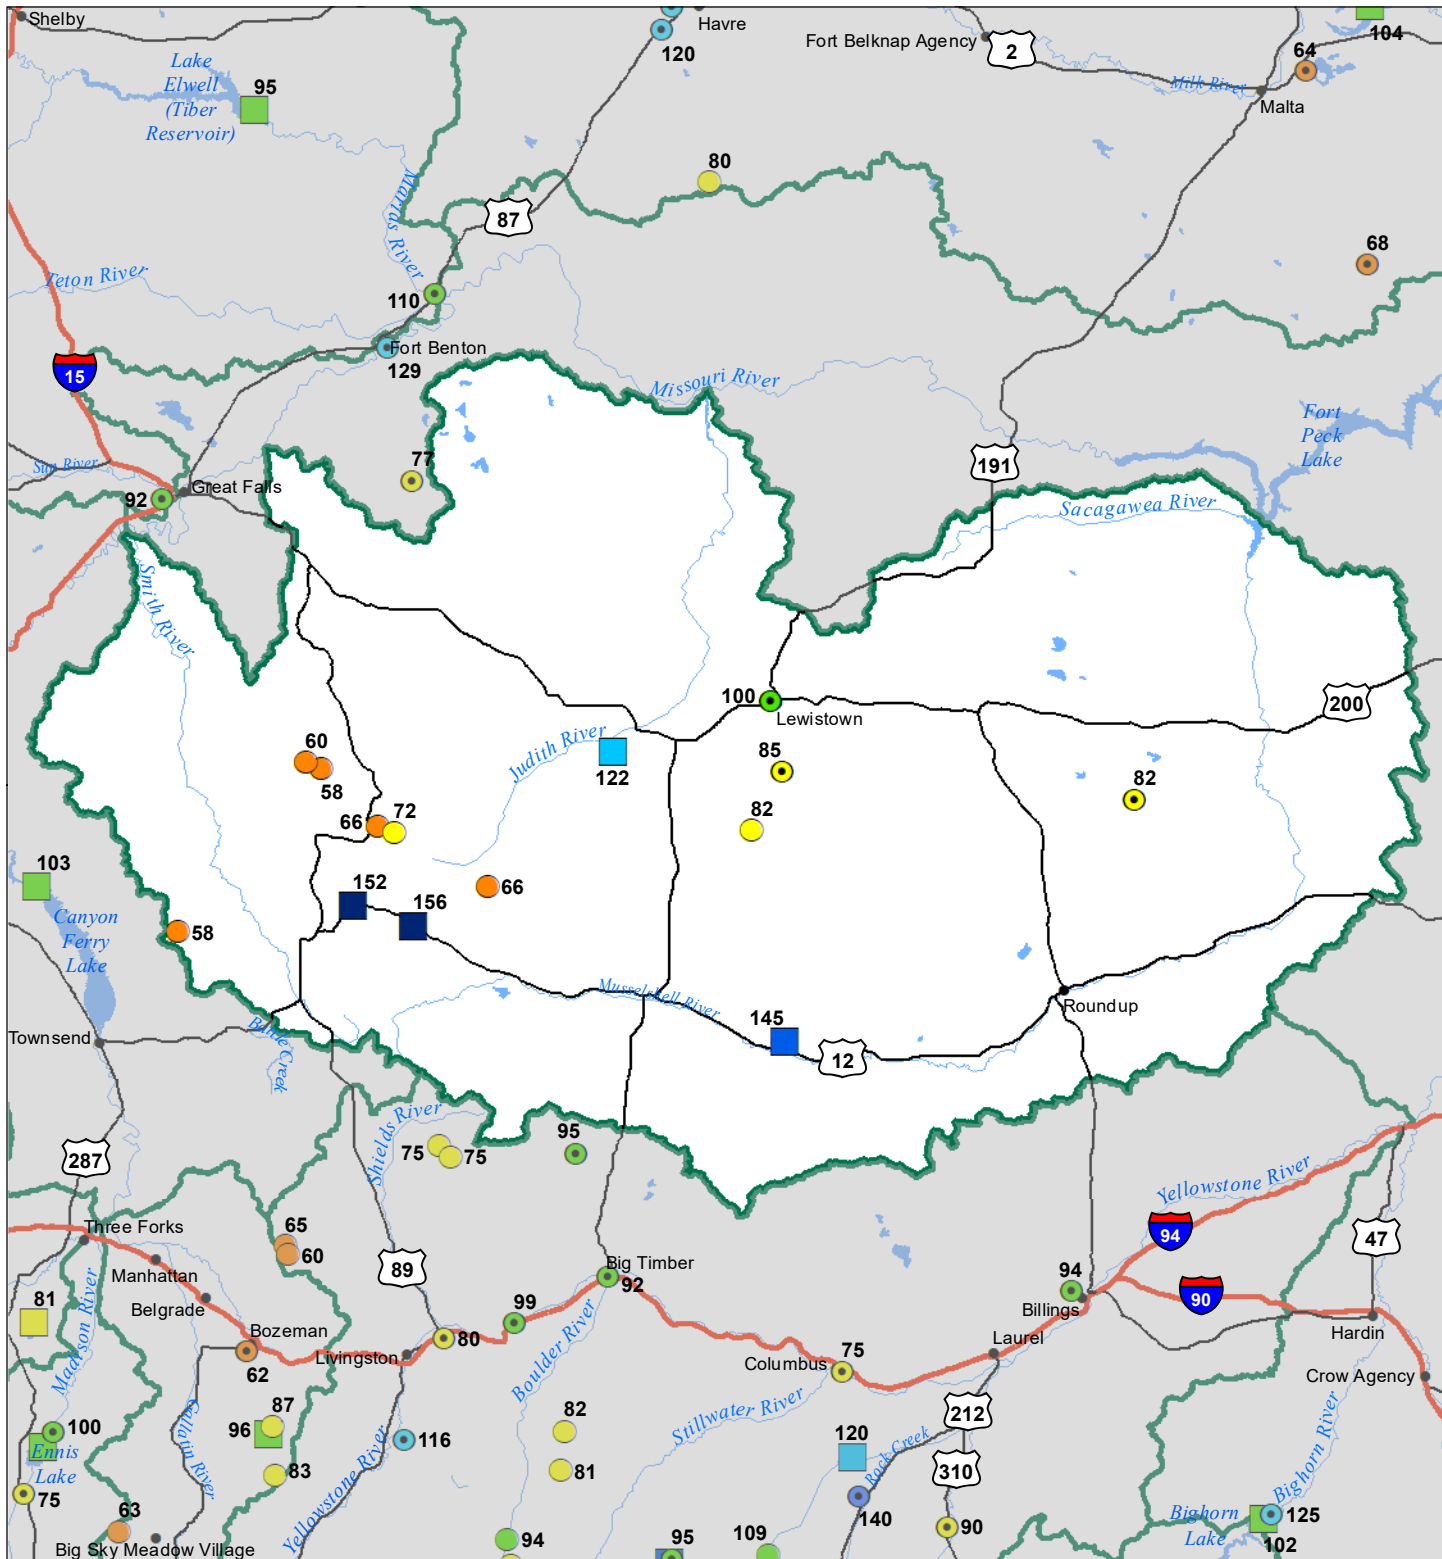 Shelby
Havre
120
Fort Belknap Agency
2
104
64
Milk River
Malta
Lake
Elwell
(Tiber
Reservoir)
95
80
Marias River
87
68
Teton River
110
Fort Benton
129
15
Missouri River
Fort
Peck
Lake
191
77
Sun River
Great Falls
92
Sacagawea River
Smith River
100
Lewistown
200
60
58
Judith River
122
85
82
82
66
72
66
152
156
103
Canyon
Ferry
Lake
58
Musselshell River
Roundup
145
12
Townsend
Battle Creek
Shields River
75
75
95
287
Yellowstone River
94
47
Three Forks
65
60
Manhattan
Belgrade
89
Big Timber
92
94
Billings
90
Hardin
81
Madison River
Bozeman
62
Livingston
80
99
Boulder River
Columbus
75
Laurel
Crow Agency
212
Stillwater River
100
Ennis
Lake
75
Gallatin River
87
96
83
116
82
81
120
Rock Creek
310
140
90
Bighorn River
Bighorn
Lake
125
102
63
Big Sky Meadow Village
Yellowstone River
94
95
109